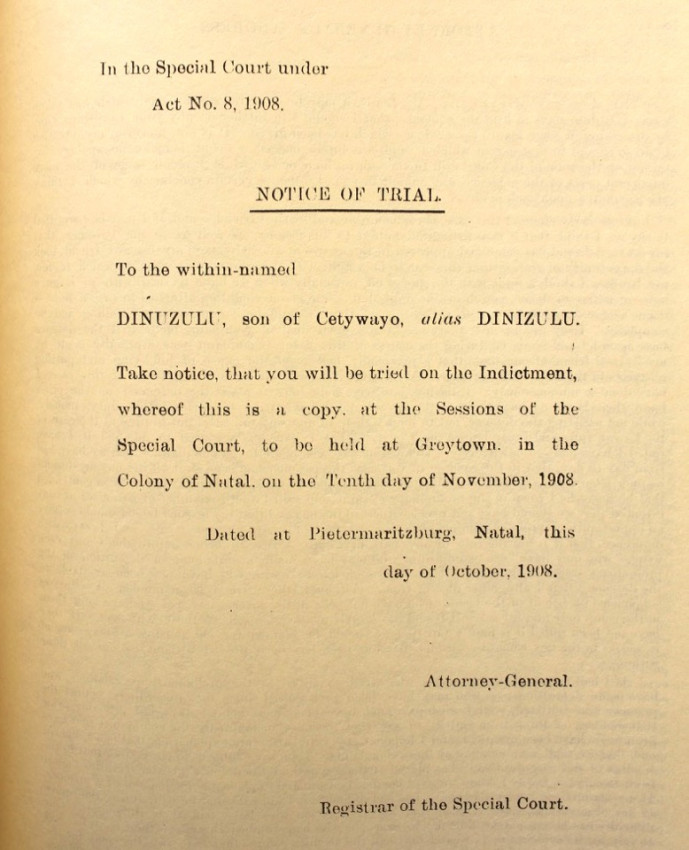 In the Special Court under
Act No. 8, 1908.
NOTICE OF TRIAL.
To the within-named
DINUZULU, son of Cetywayo, alias DINIZULU.
Take notice, that you will be tried on the Indictment,
whereof this is a copy. at the Sessions of the
Special Court, to be held at Greytown. in the
Colony of Natal. on the Tenth day of November, 1908.
Dated at Pietermaritzburg, Natal, this
day of October, 1908.
Attorney-General.
Registrar of the Special Court.